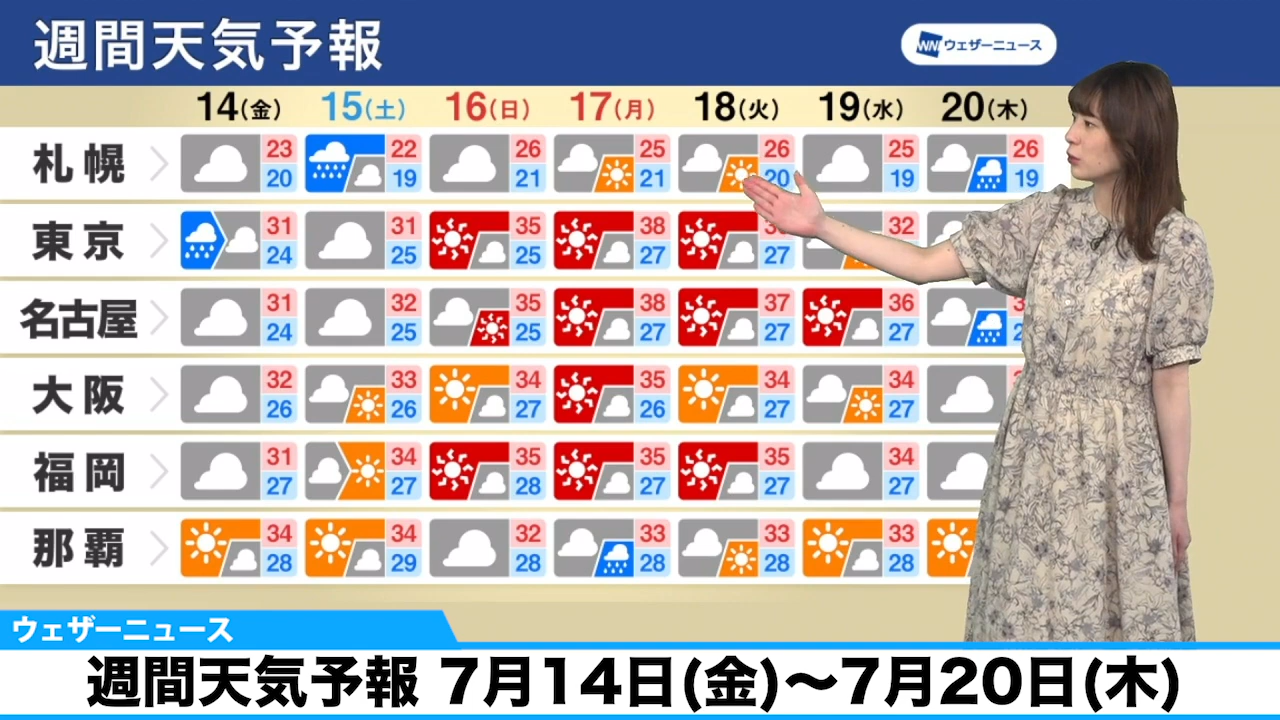 週間天気予報
WN ウェザーニュース
14(金) 15(土) 16(日) 17(月) 18(火) 19(水) 20(木)
札幌 23 20 22 19 26 21 25 21 26 20 25 19 26 19
東京 31 24 31 25 35 25 38 27 27 32
名古屋 31 24 32 25 35 25 38 27 37 27 36 27
大阪 32 26 33 26 34 27 35 26 34 27 34 27
福岡 31 27 34 27 35 28 35 27 35 27 34 27
那覇 34 28 34 29 32 28 33 28 33 28 33 28
ウェザーニュース
週間天気予報 7月14日(金)〜7月20日(木)